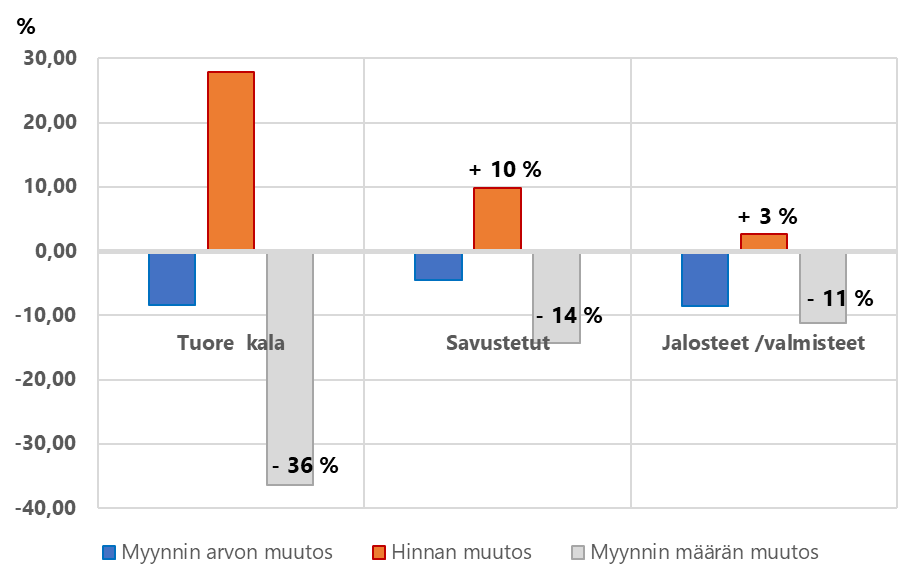 %
30,00
20,00
10,00
0,00
-10,00
-20,00
-30,00
-40,00
+ 10 %
+ 3 %
- 14 %
- 11 %
- 36 %
Tuore kala
Savustetut
Jalosteet /valmisteet
Myynnin arvon muutos
Hinnan muutos
Myynnin määrän muutos